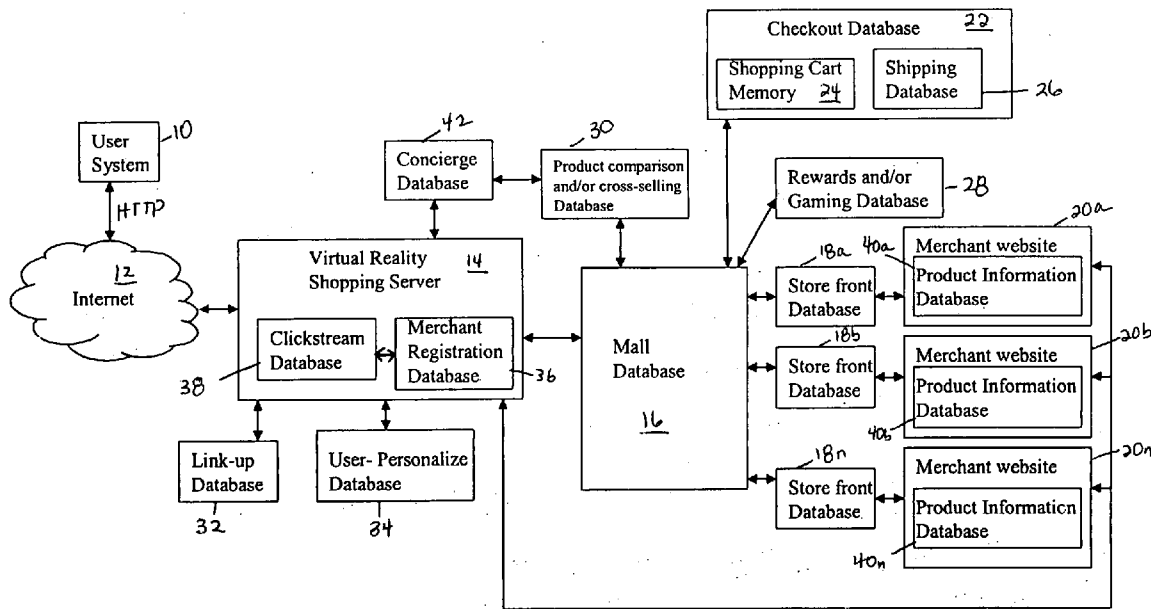 Checkout Database 22
Shopping Cart
Memory 24
Shipping
Database
26
User
System
10
HTTP
12
Internet
42
Concierge
Database
30
Product comparison
and/or cross-selling
Database
Rewards and/or
Gaming Database
28
Virtual Reality 14
Shopping Server
Clickstream
Database
38
Merchant
Registration
Database
36
Link-up
Database
32
User- Personalize
Database
34
Mall
Database
16
18a
Store front
Database
18b
Store front
Database
18n
Store front
Database
20a
Merchant website
40a
Product Information
Database
20b
Merchant website
Product Information
Database
40b
20n
Merchant website
Product Information
Database
40n